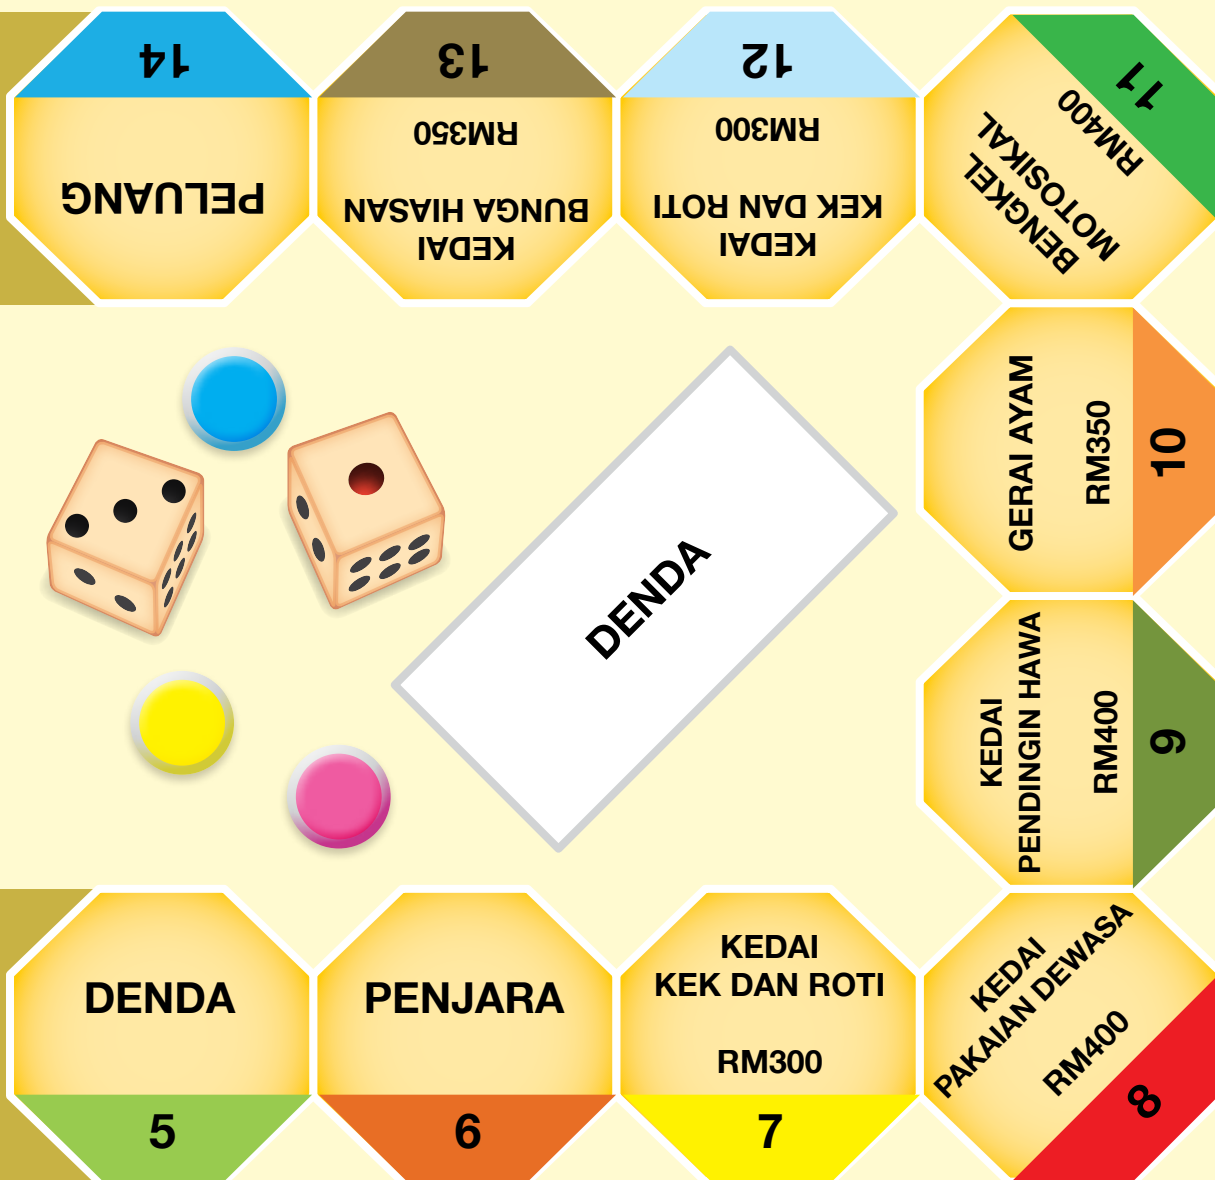 14
PELUANG
13
RM350
KEDAI
BUNGA HIASAN
12
RM300
KEDAI
KEK DAN ROTI
11
RM400
BENGKEL
MOTOSIKAL
GERAI AYAM
RM350
10
KEDAI
PENDINGIN HAWA
RM400
9
DENDA
DENDA
5
PENJARA
6
KEDAI
KEK DAN ROTI
RM300
7
KEDAI
PAKAIAN DEWASA
RM400
8